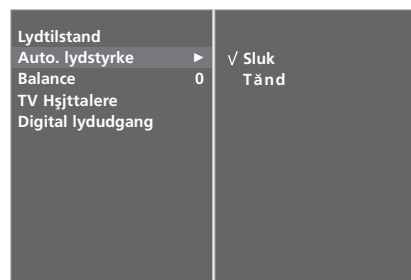 Lydtilstand
Auto. lydstyrke ►
Balance 0
TV Hşjttalere
Digital lydudgang
√ Sluk
Tănd